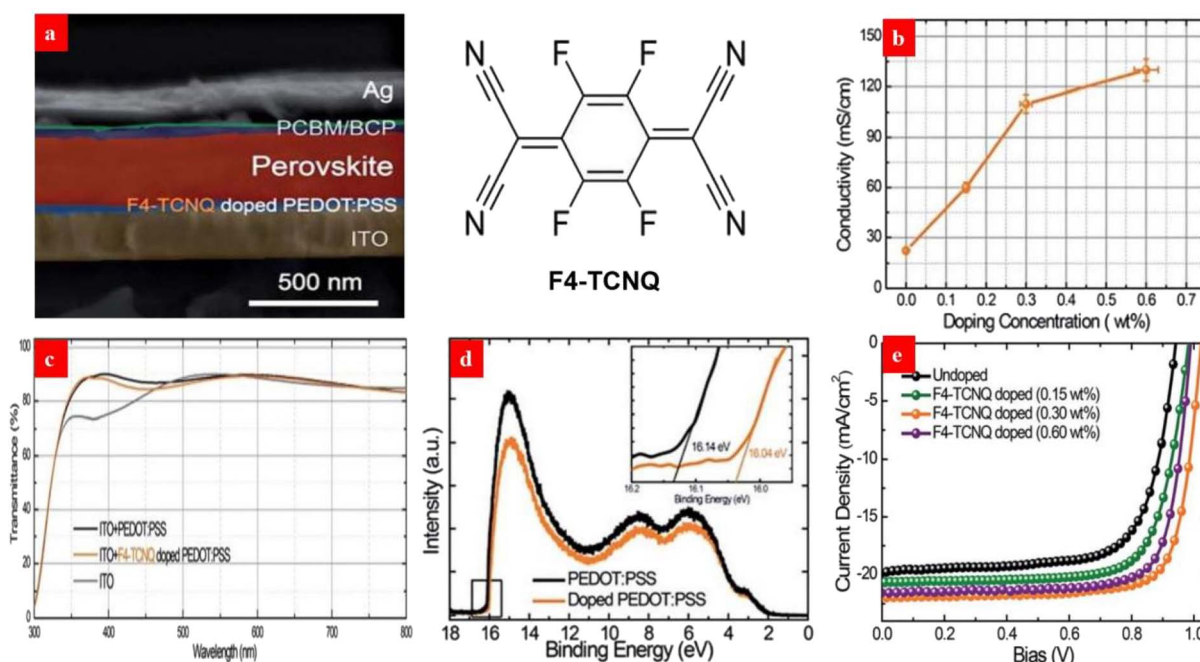 a
Ag
PCBM/BCP
Perovskite
F4-TCNQ doped PEDOT:PSS
ITO
500 nm
N
N
F
F
F
F
N
N
F4-TCNQ
b
150
120
90
60
30
0
Conductivity (mS/cm)
0.0 0.1 0.2 0.3 0.4 0.5 0.6 0.7
Doping Concentration ( wt%)
c
100
80
60
40
20
0
Transmittance (%)
ITO+PEDOT:PSS
ITO+F4-TCNQ doped PEDOT:PSS
ITO
300 400 500 600 700 800
Wavelength (nm)
d
Intensity (a.u.)
16.14 eV
16.04 eV
16.2 16.1 16.0
Binding Energy (eV)
PEDOT:PSS
Doped PEDOT:PSS
18 16 14 12 10 8 6 4 2 0
Binding Energy (eV)
e
0
-5
-10
-15
-20
Current Density (mA/cm²)
Undoped
F4-TCNQ doped (0.15 wt%)
F4-TCNQ doped (0.30 wt%)
F4-TCNQ doped (0.60 wt%)
0.0 0.2 0.4 0.6 0.8 1.0
Bias (V)